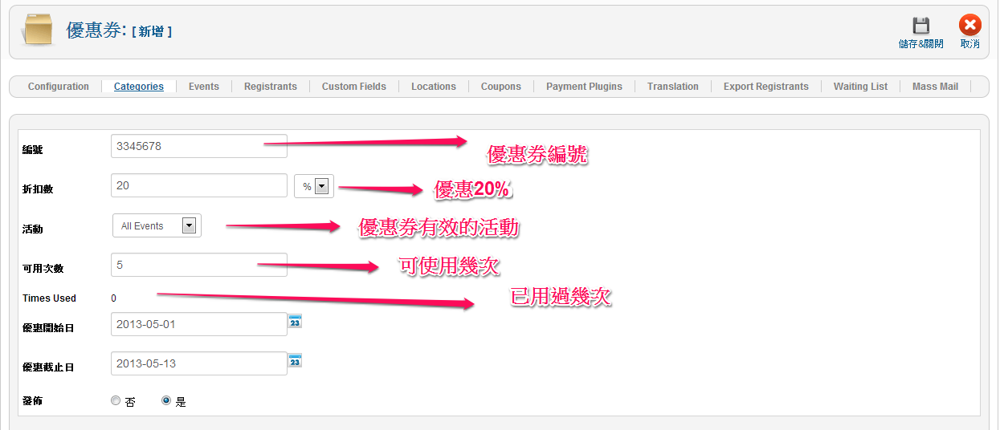 優惠券: [ 新增 ]
儲存&關閉
取消
Configuration
Categories
Events
Registrants
Custom Fields
Locations
Coupons
Payment Plugins
Translation
Export Registrants
Waiting List
Mass Mail
編號
3345678
優惠券編號
折扣數
20
%
優惠20%
活動
All Events
優惠券有效的活動
可用次數
5
可使用幾次
Times Used
0
已用過幾次
優惠開始日
2013-05-01
23
優惠截止日
2013-05-13
23
發佈
否
是